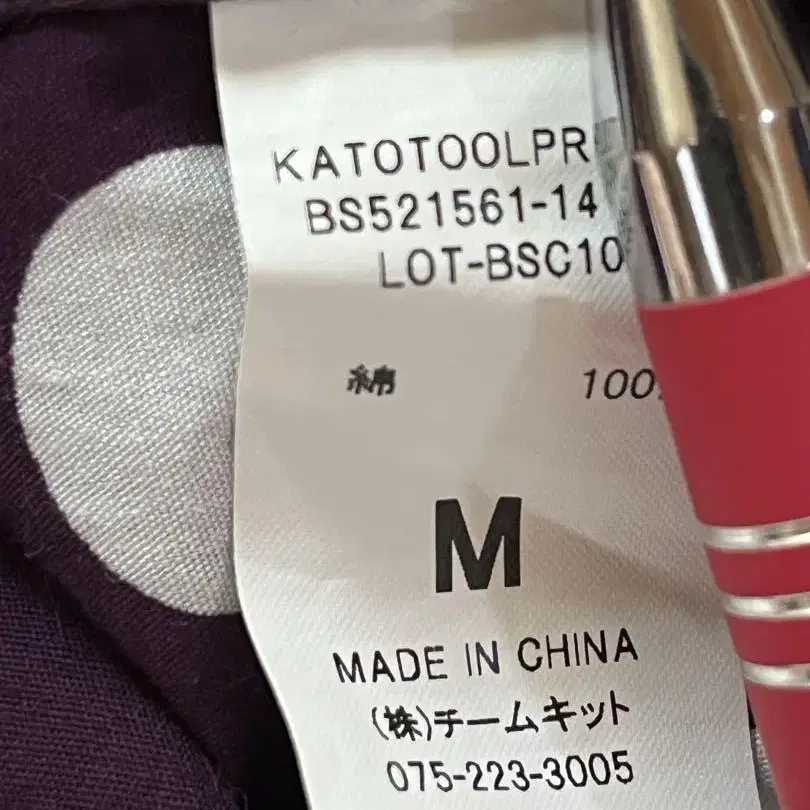 KATOTOOLPR
BS521561-14
LOT-BSC10
綿 100
M
MADE IN CHINA
(株)チームキット
075-223-3005